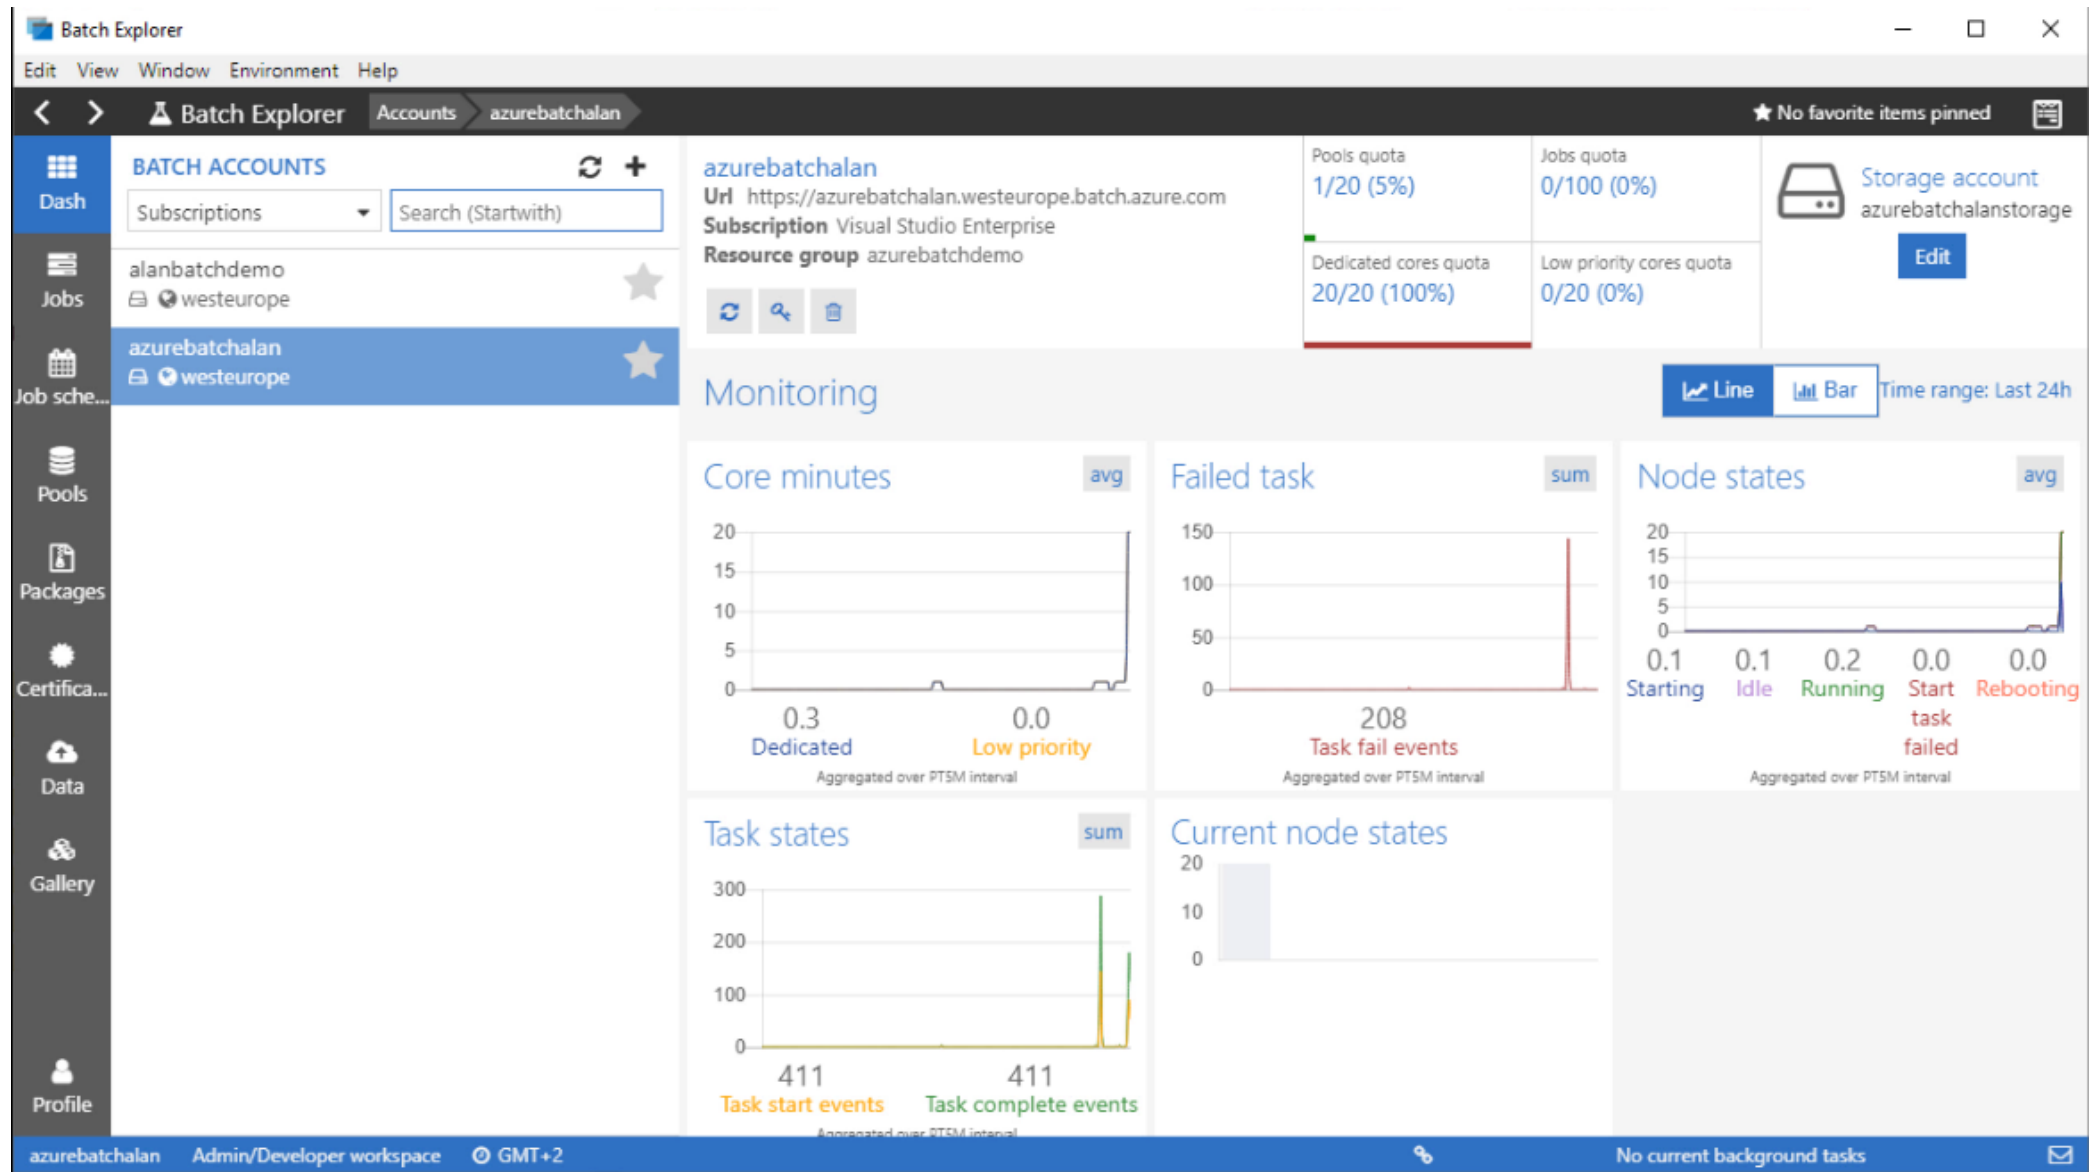 Batch Explorer
Edit View Window Environment Help
Batch Explorer Accounts azurebatchalan
No favorite items pinned
Dash
Jobs
Job sche...
Pools
Packages
Certifica...
Data
Gallery
Profile
BATCH ACCOUNTS
Subscriptions
Search (Startwith)
alanbatchdemo
westeurope
azurebatchalan
westeurope
azurebatchalan
Url https://azurebatchalan.westeurope.batch.azure.com
Subscription Visual Studio Enterprise
Resource group azurebatchdemo
Pools quota
1/20 (5%)
Jobs quota
0/100 (0%)
Dedicated cores quota
20/20 (100%)
Low priority cores quota
0/20 (0%)
Storage account
azurebatchalanstorage
Edit
Monitoring
Line
Bar
Time range: Last 24h
Core minutes
avg
20
15
10
5
0
0.3
Dedicated
0.0
Low priority
Aggregated over PT5M interval
Failed task
sum
150
100
50
0
208
Task fail events
Aggregated over PT5M interval
Node states
avg
20
15
10
5
0
0.1
Starting
0.1
Idle
0.2
Running
0.0
Start
task
failed
0.0
Rebooting
Aggregated over PT5M interval
Task states
sum
300
200
100
0
411
Task start events
411
Task complete events
Aggregated over PT5M interval
Current node states
20
10
0
azurebatchalan Admin/Developer workspace GMT+2
No current background tasks